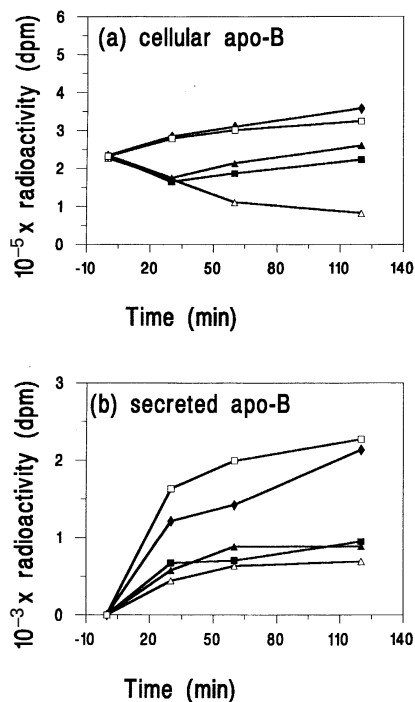 (a) cellular apo-B
10⁻⁵ x radioactivity (dpm)
6
5
4
3
2
1
0
-10 20 50 80 110 140
Time (min)
(b) secreted apo-B
10⁻³ x radioactivity (dpm)
3
2
1
0
-10 20 50 80 110 140
Time (min)